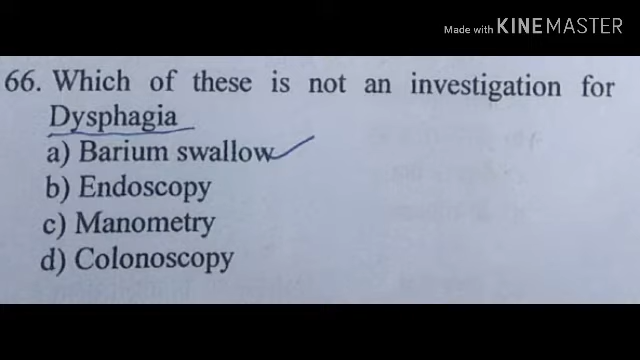 Made with KINEMASTER
66. Which of these is not an investigation for
Dysphagia
a) Barium swallow
b) Endoscopy
c) Manometry
d) Colonoscopy